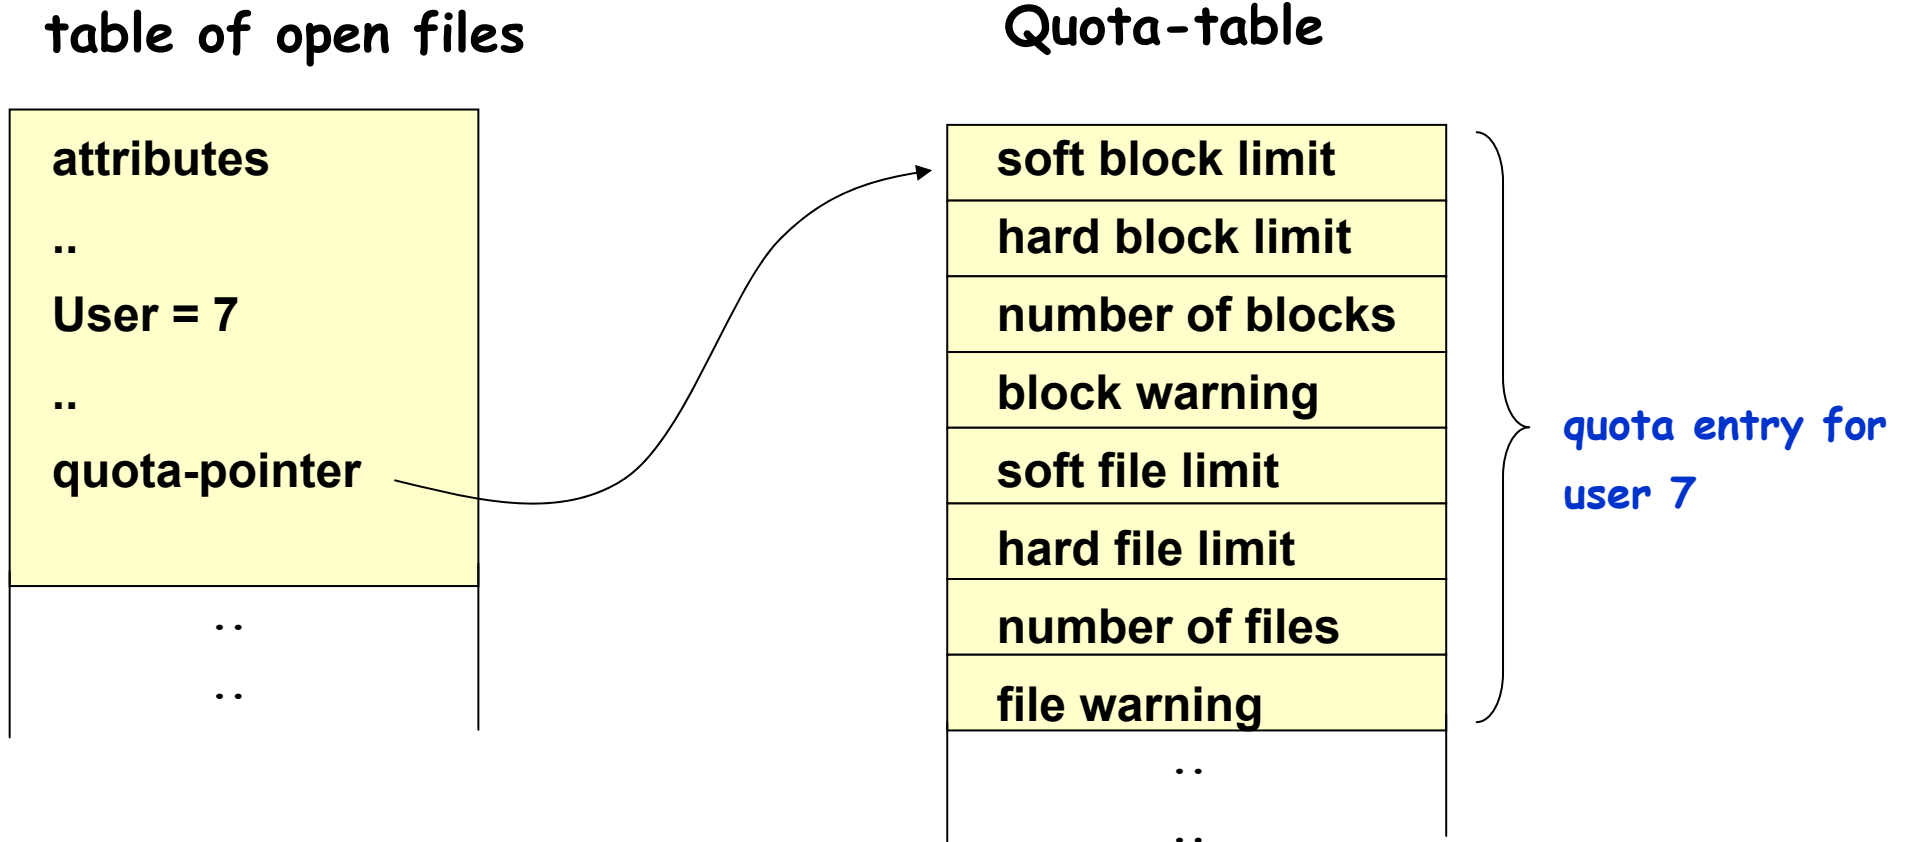 table of open files
attributes
..
User = 7
..
quota-pointer
..
..
Quota-table
soft block limit
hard block limit
number of blocks
block warning
soft file limit
hard file limit
number of files
file warning
..
..
quota entry for
user 7